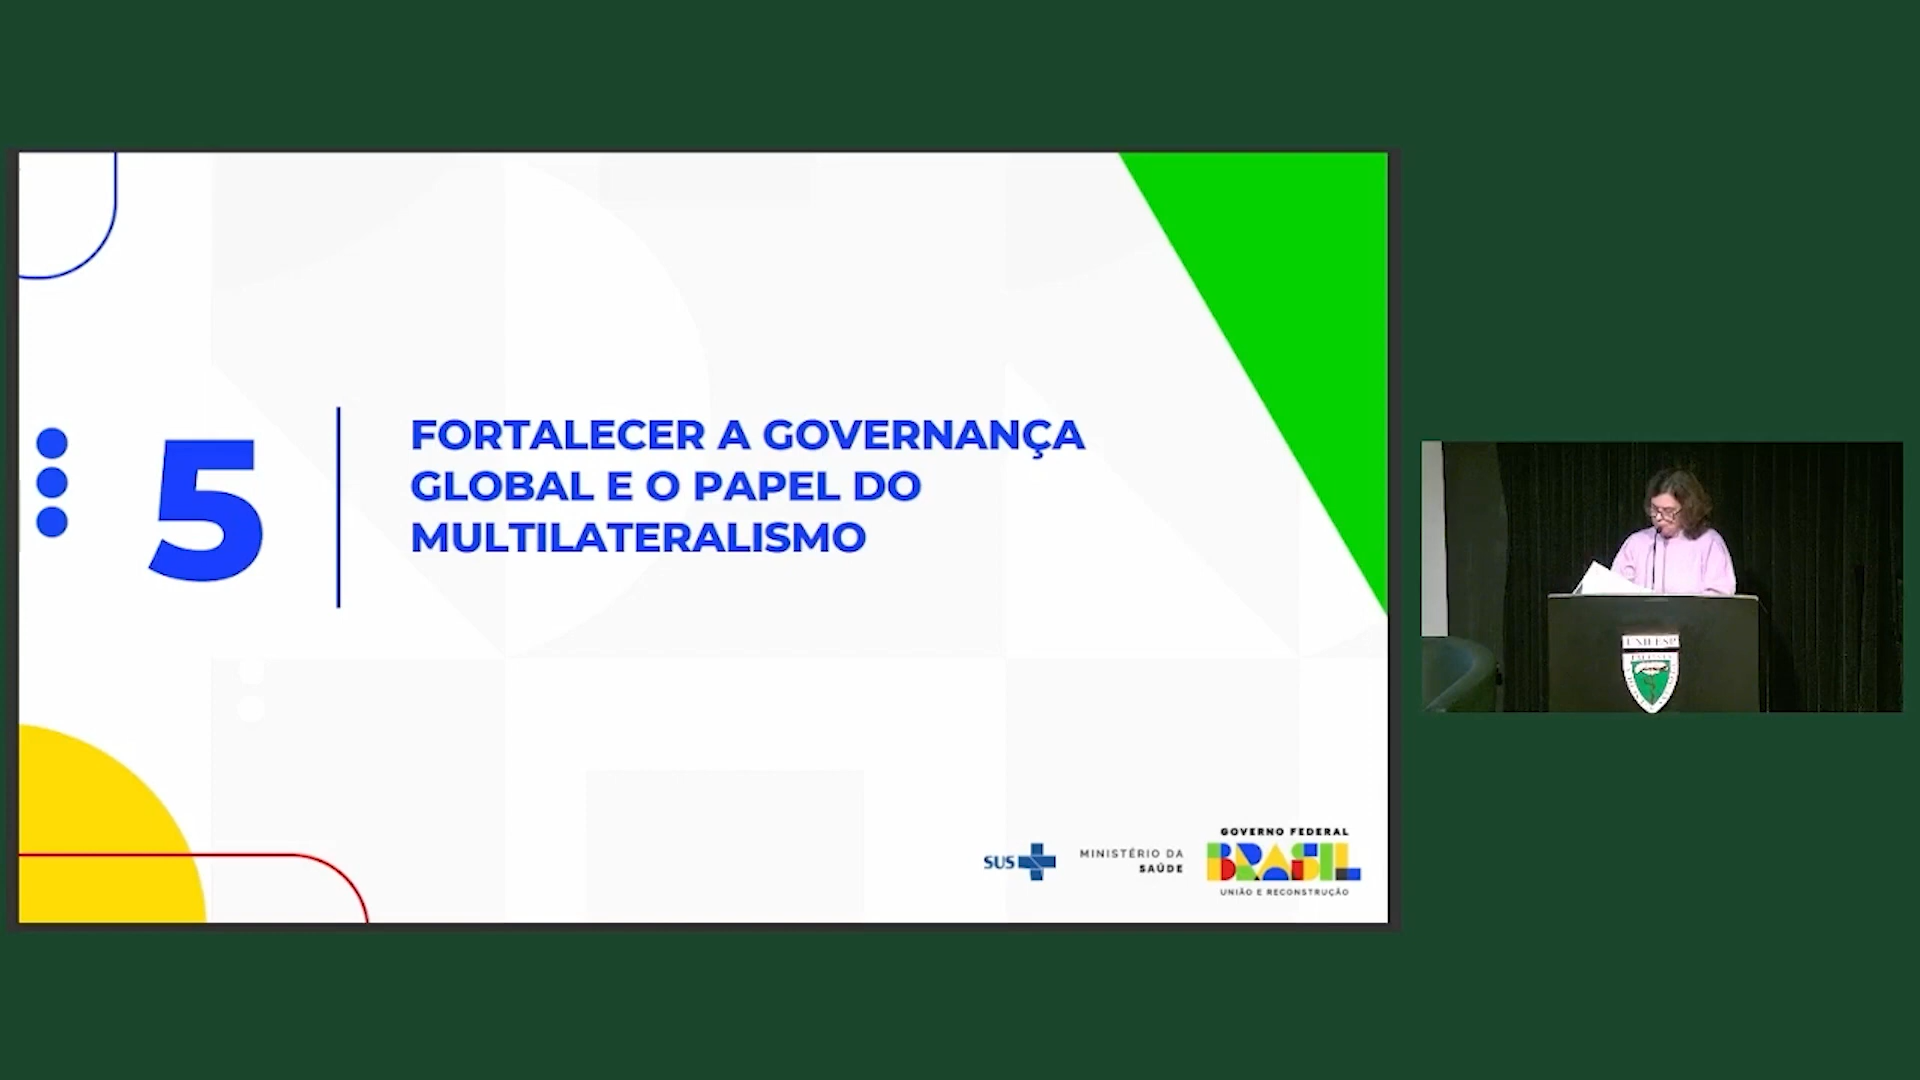 5
FORTALECER A GOVERNANÇA
GLOBAL E O PAPEL DO
MULTILATERALISMO
SUS
MINISTÉRIO DA
SAÚDE
GOVERNO FEDERAL
BRASIL
UNIÃO E RECONSTRUÇÃO
UNIFESP